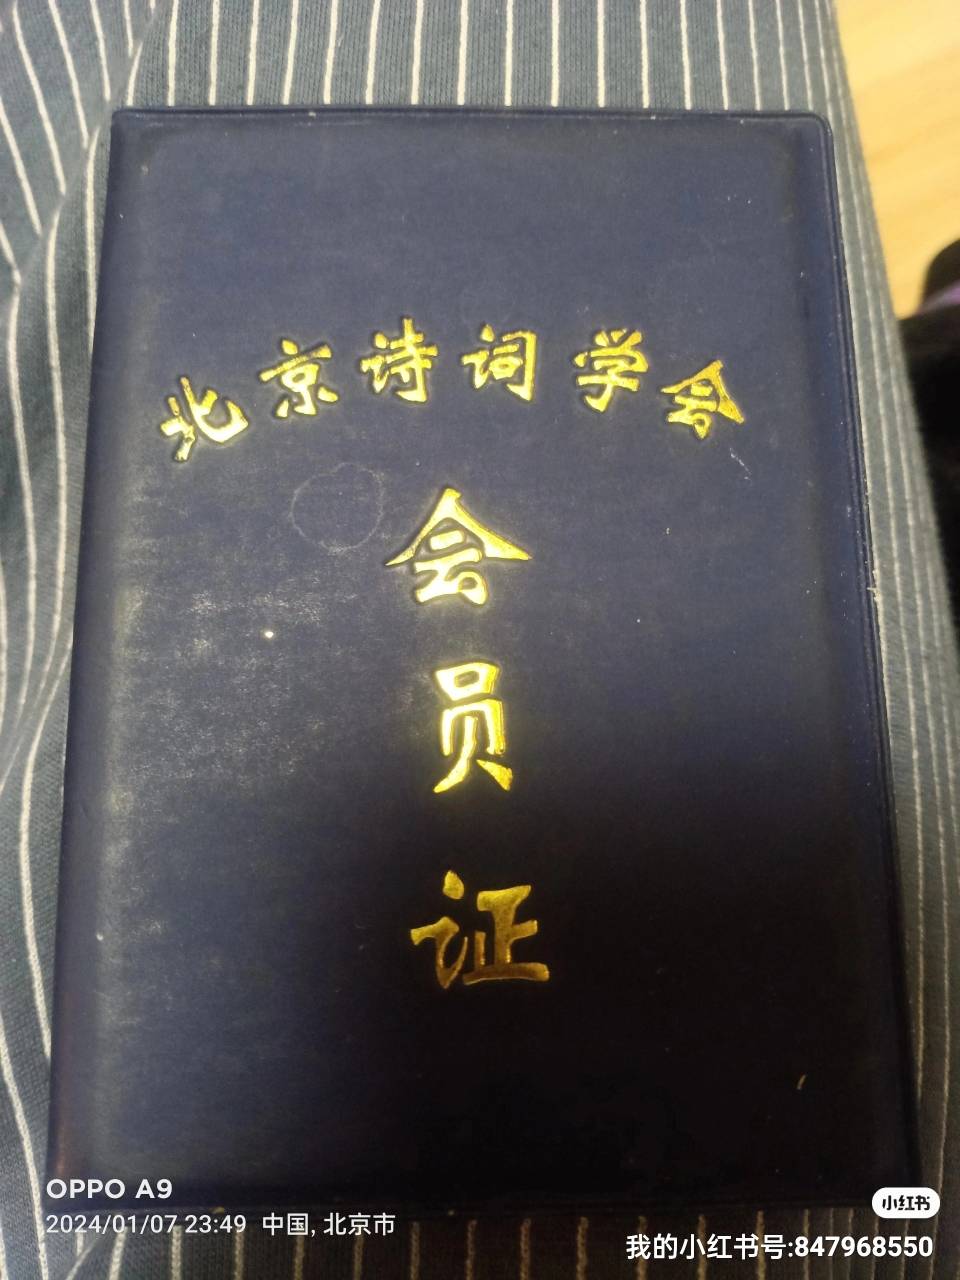 北京诗词学会
会
员
证
OPPO A9
2024/01/07 23:49 中国, 北京市
小红书
我的小红书号:847968550